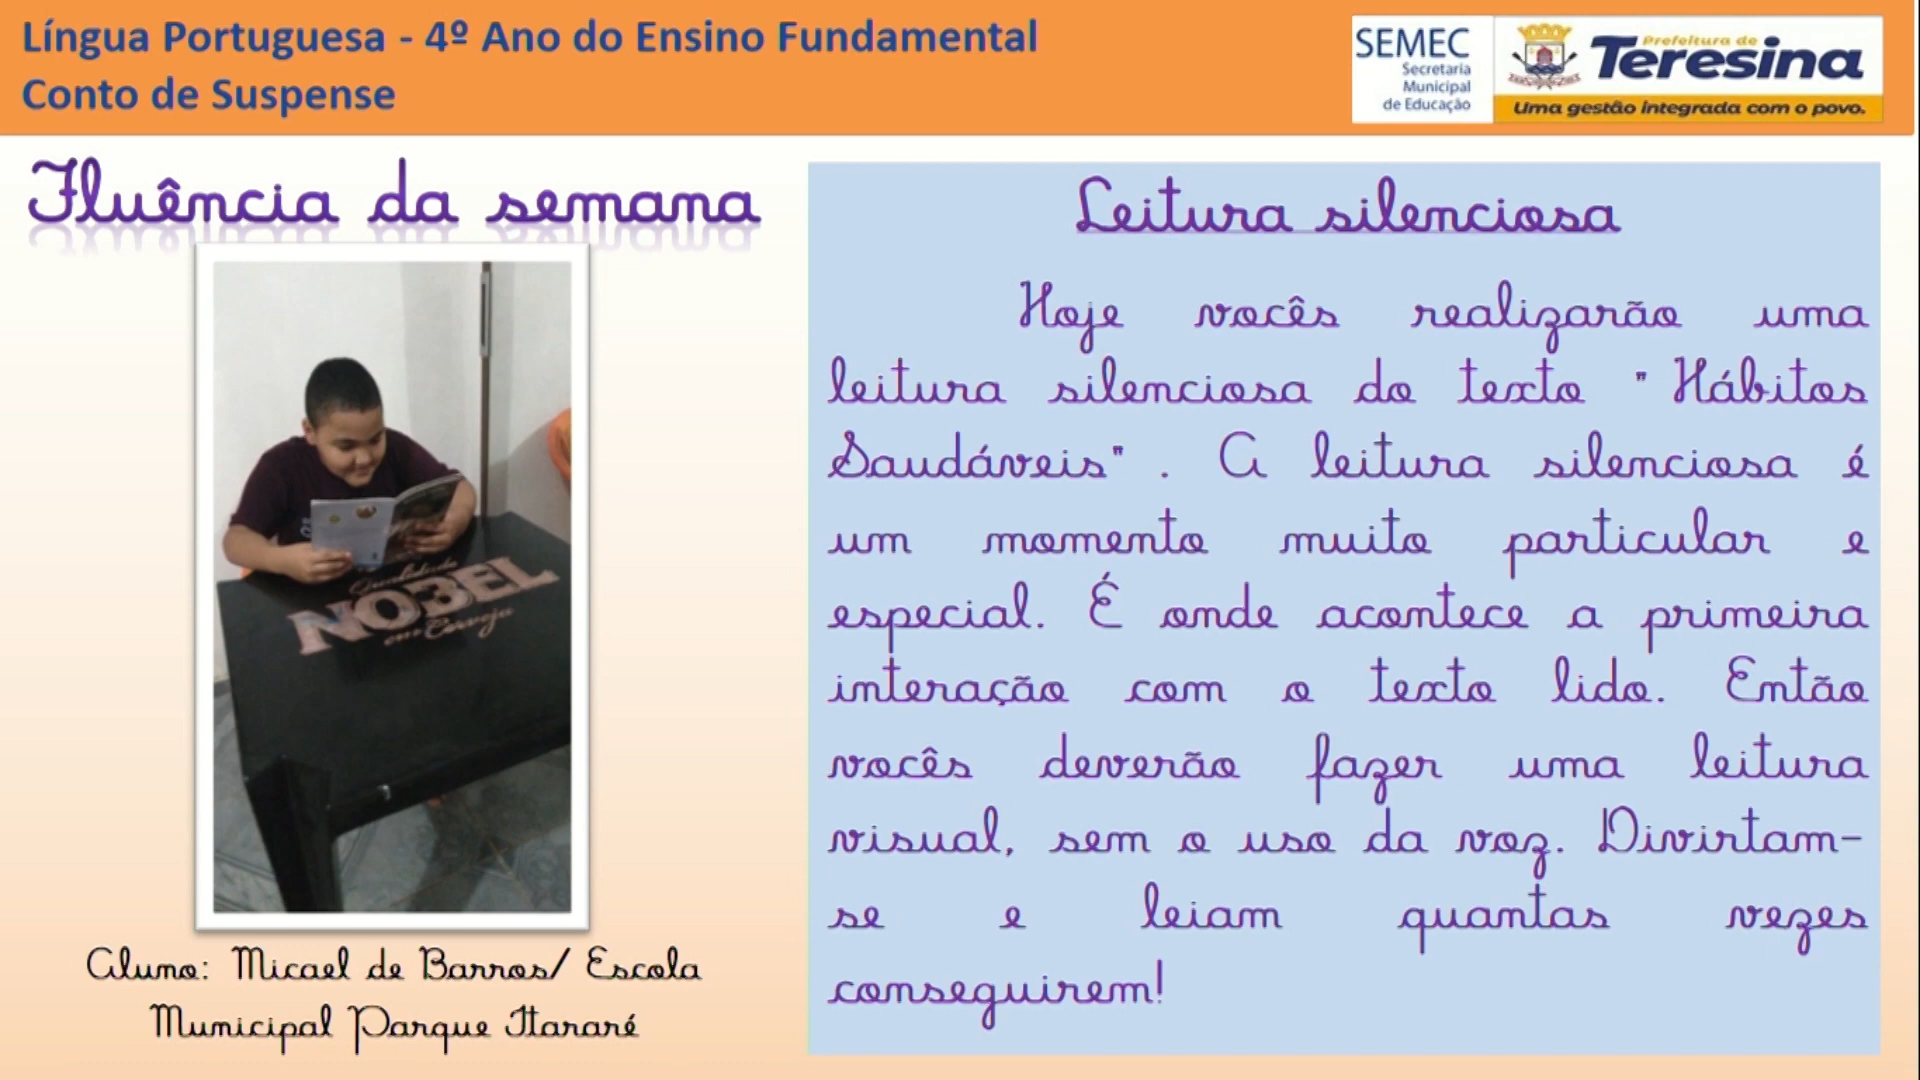 Língua Portuguesa - 4º Ano do Ensino Fundamental
Conto de Suspense
SEMEC
Secretaria
Municipal
de Educação
Prefeitura de
Teresina
Uma gestão integrada com o povo.
Fluência da semana
Qualidade
NOBEL
em Cerveja
Aluno: Micael de Barros/ Escola
Municipal Parque Itararé
Leitura silenciosa
Hoje vocês realizarão uma
leitura silenciosa do texto " Hábitos
Saudáveis" . A leitura silenciosa é
um momento muito particular e
especial. É onde acontece a primeira
interação com o texto lido. Então
vocês deverão fazer uma leitura
visual, sem o uso da voz. Divirtam-
se e leiam quantas vezes
conseguirem!